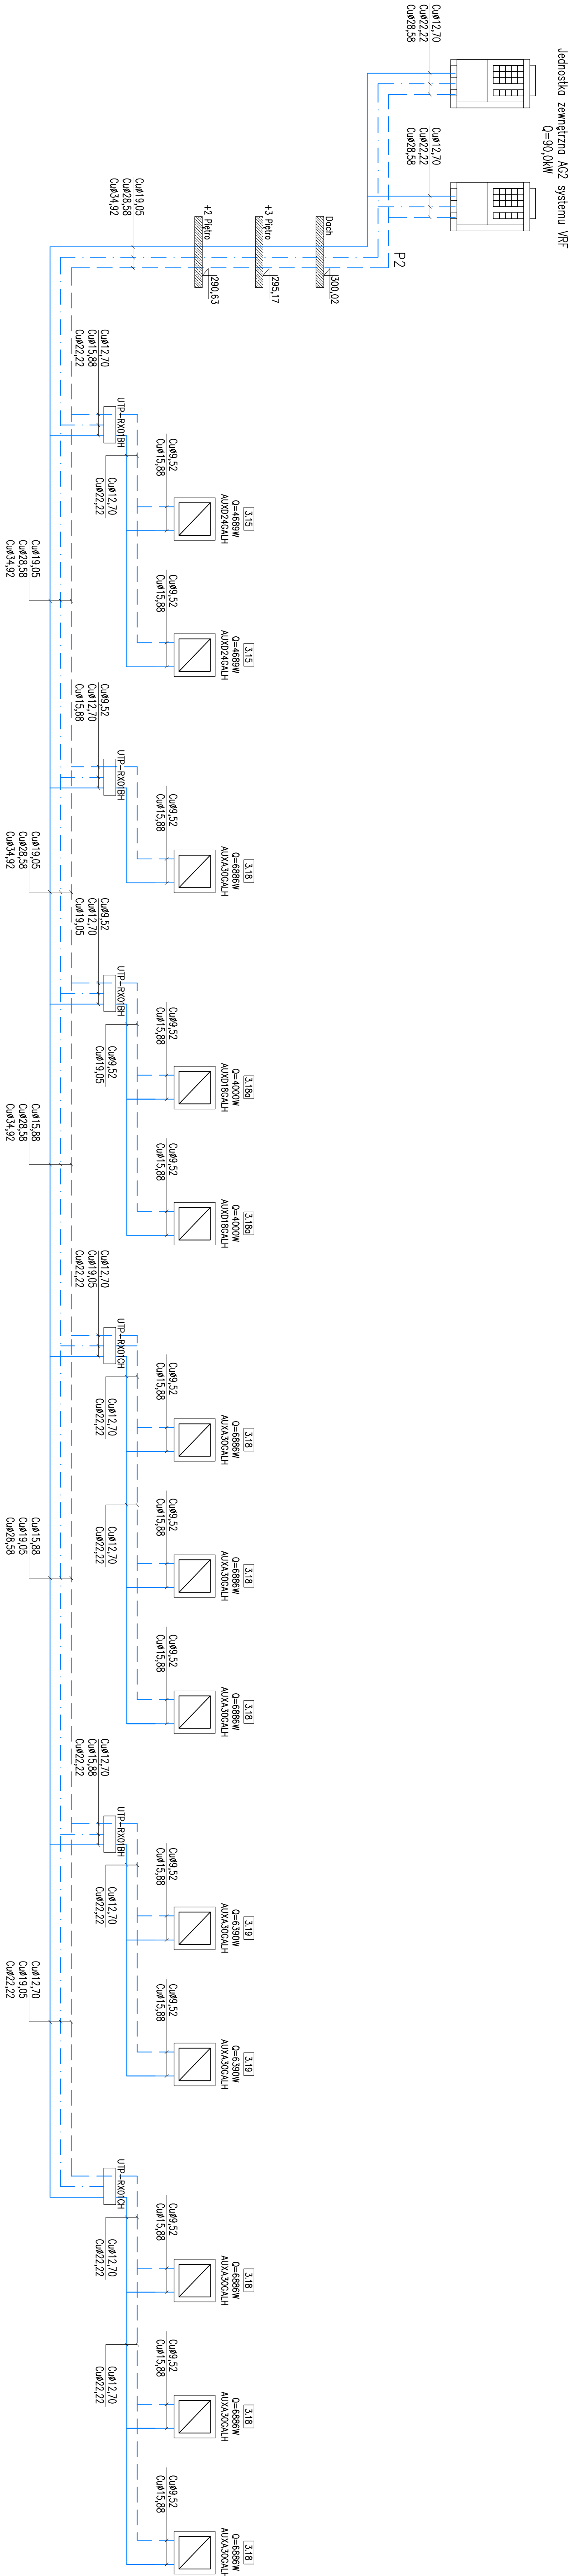 Jednostka zewnętrzna AG2 systemu VRF
Q=90,0kW
CuØ12,70
CuØ22,22
CuØ28,58
CuØ12,70
CuØ22,22
CuØ28,58
P2
Dach
300,02
+3 Piętro
295,17
+2 Piętro
290,63
CuØ19,05
CuØ28,58
CuØ34,92
CuØ12,70
CuØ15,88
CuØ22,22
UTP-RX01BH
CuØ12,70
CuØ22,22
CuØ9,52
CuØ15,88
3.15
Q=4689W
AUXD24GALH
CuØ9,52
CuØ15,88
3.15
Q=4689W
AUXD24GALH
CuØ19,05
CuØ28,58
CuØ34,92
CuØ9,52
CuØ12,70
CuØ15,88
UTP-RX01BH
CuØ9,52
CuØ15,88
3.18
Q=6886W
AUXA30GALH
CuØ19,05
CuØ28,58
CuØ34,92
CuØ9,52
CuØ12,70
CuØ19,05
UTP-RX01BH
CuØ9,52
CuØ19,05
CuØ9,52
CuØ15,88
3.18a
Q=4000W
AUXD18GALH
CuØ9,52
CuØ15,88
3.18a
Q=4000W
AUXD18GALH
CuØ15,88
CuØ28,58
CuØ34,92
CuØ12,70
CuØ19,05
CuØ22,22
UTP-RX01CH
CuØ12,70
CuØ22,22
CuØ9,52
CuØ15,88
3.18
Q=6886W
AUXA30GALH
CuØ12,70
CuØ22,22
CuØ9,52
CuØ15,88
3.18
Q=6886W
AUXA30GALH
CuØ9,52
CuØ15,88
3.18
Q=6886W
AUXA30GALH
CuØ15,88
CuØ19,05
CuØ28,58
CuØ12,70
CuØ15,88
CuØ22,22
UTP-RX01BH
CuØ12,70
CuØ22,22
CuØ9,52
CuØ15,88
3.19
Q=6390W
AUXA30GALH
CuØ9,52
CuØ15,88
3.19
Q=6390W
AUXA30GALH
CuØ12,70
CuØ19,05
CuØ22,22
UTP-RX01CH
CuØ12,70
CuØ22,22
CuØ9,52
CuØ15,88
3.18
Q=6886W
AUXA30GALH
CuØ12,70
CuØ22,22
CuØ9,52
CuØ15,88
3.18
Q=6886W
AUXA30GALH
CuØ9,52
CuØ15,88
3.18
Q=6886W
AUXA30GALH